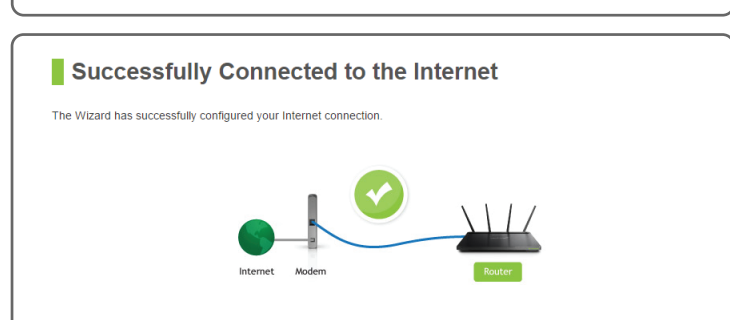 Successfully Connected to the Internet
The Wizard has successfully configured your Internet connection.
Internet Modem Router